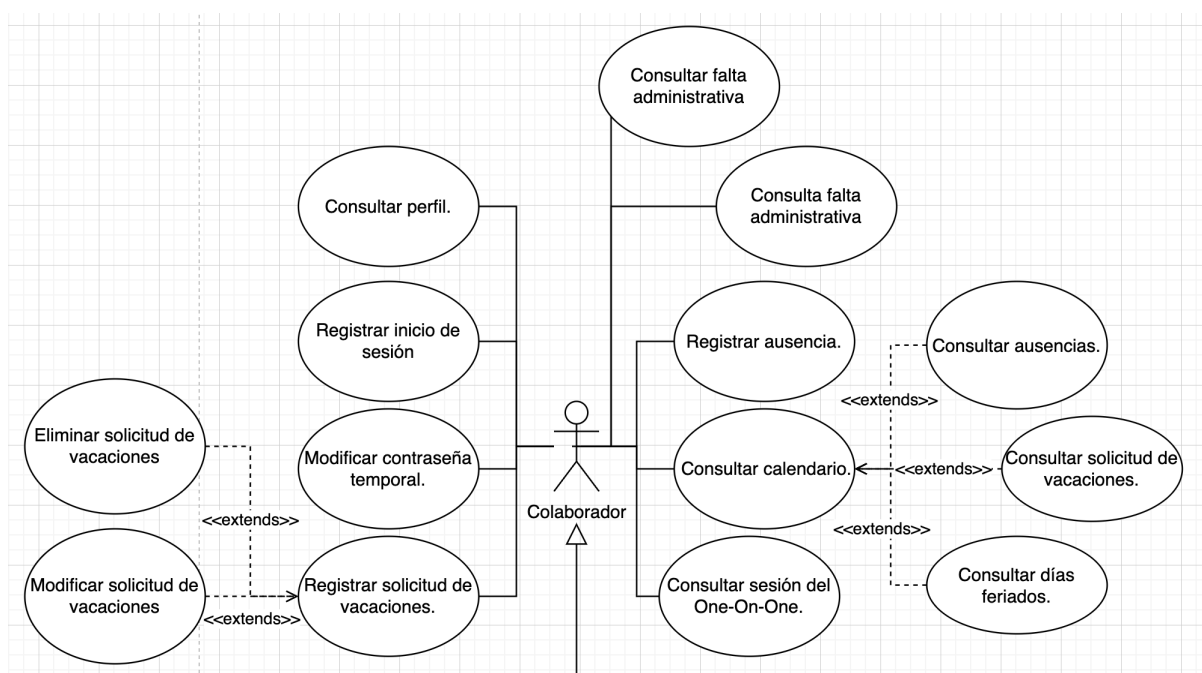 Consultar falta
administrativa
Consultar perfil.
Consulta falta
administrativa
Registrar inicio de
sesión
Registrar ausencia.
Consultar ausencias.
<<extends>>
Eliminar solicitud de
vacaciones
Modificar contraseña
temporal.
Consultar calendario.
<<extends>>
Consultar solicitud de
vacaciones.
Colaborador
<<extends>>
<<extends>>
Modificar solicitud de
vacaciones
<<extends>>
Registrar solicitud de
vacaciones.
Consultar sesión del
One-On-One.
Consultar días
feriados.